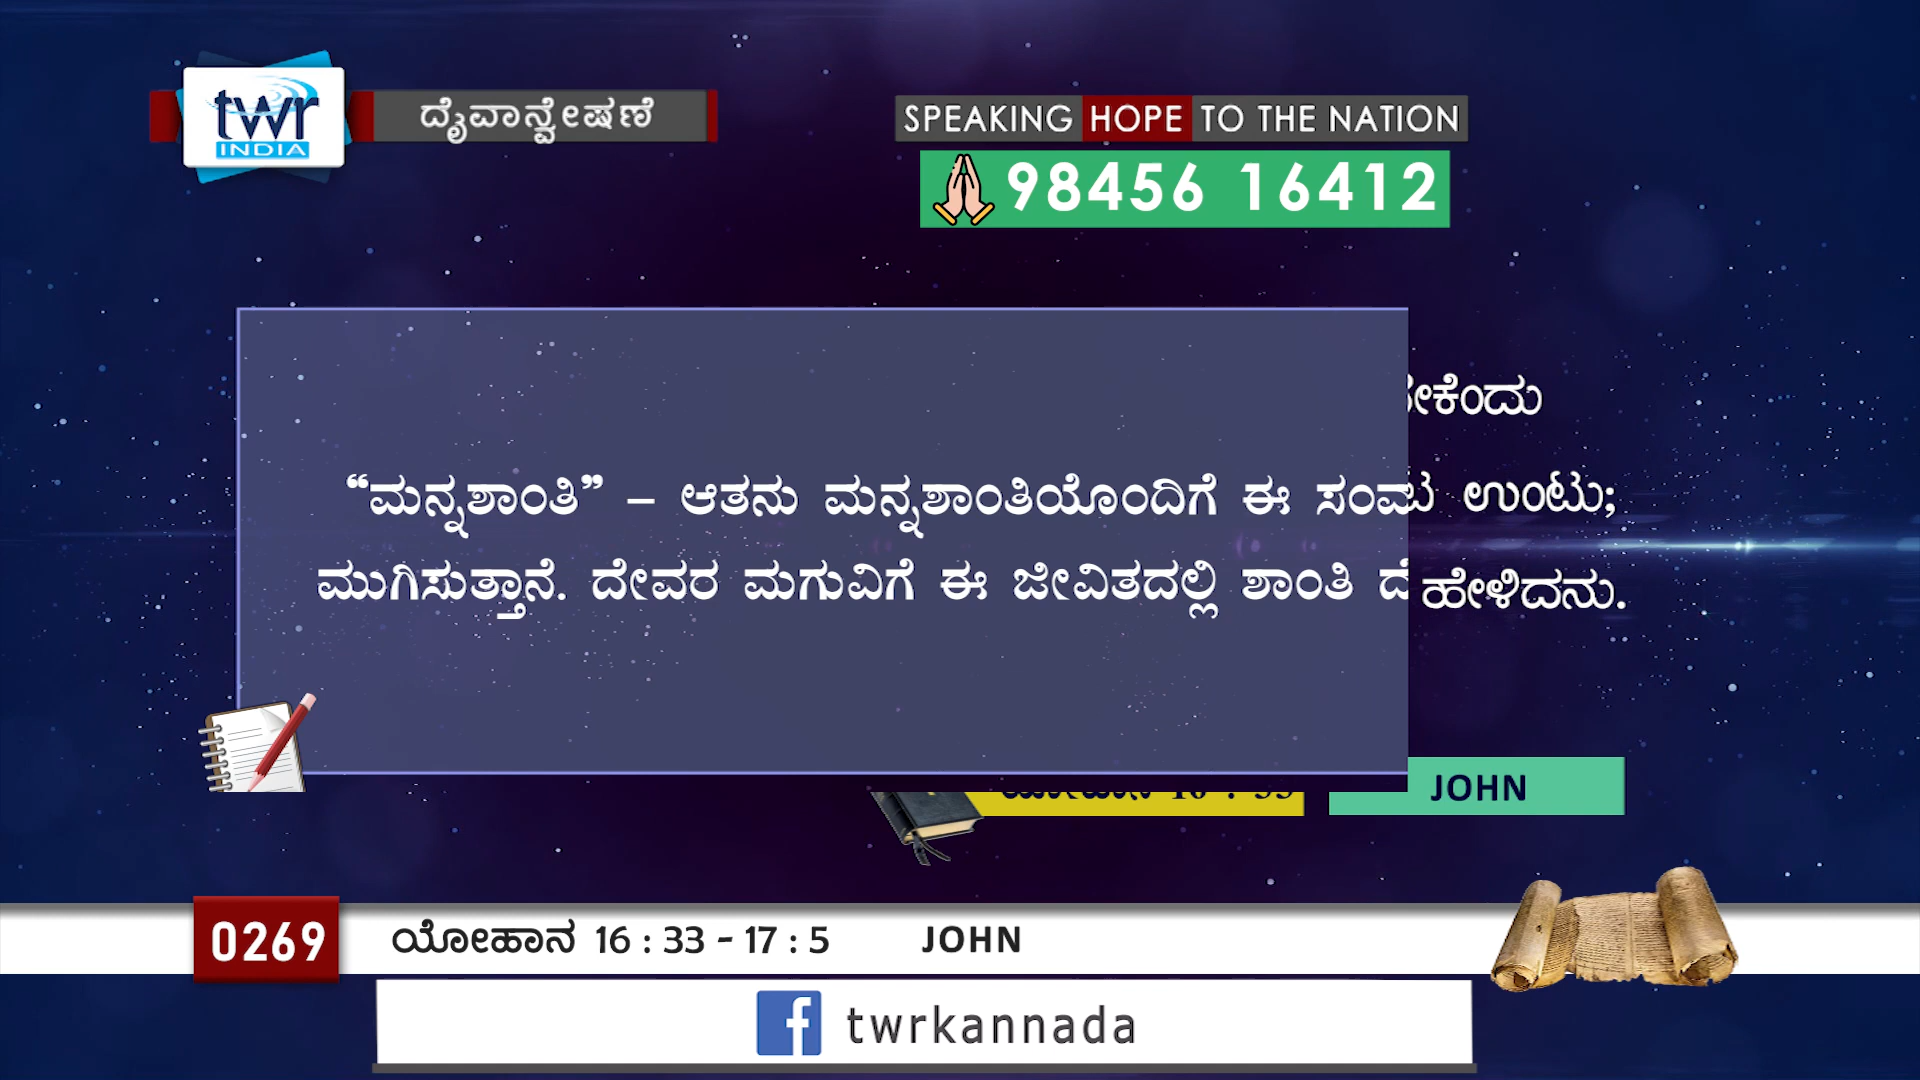 twr
INDIA
ದೈವಾನ್ವೇಷಣೆ
SPEAKING HOPE TO THE NATION
98456 16412
“ಮನ್ನಶಾಂತಿ” – ಆತನು ಮನ್ನಶಾಂತಿಯೊಂದಿಗೆ ಈ ಉಂಟು;
ಮುಗಿಸುತ್ತಾನೆ. ದೇವರ ಮಗುವಿಗೆ ಈ ಜೀವಿತದಲ್ಲಿ ಶಾಂತಿ ಹೇಳಿದನು.
JOHN
0269 ಯೋಹಾನ 16 : 33 - 17 : 5 JOHN
twrkannada